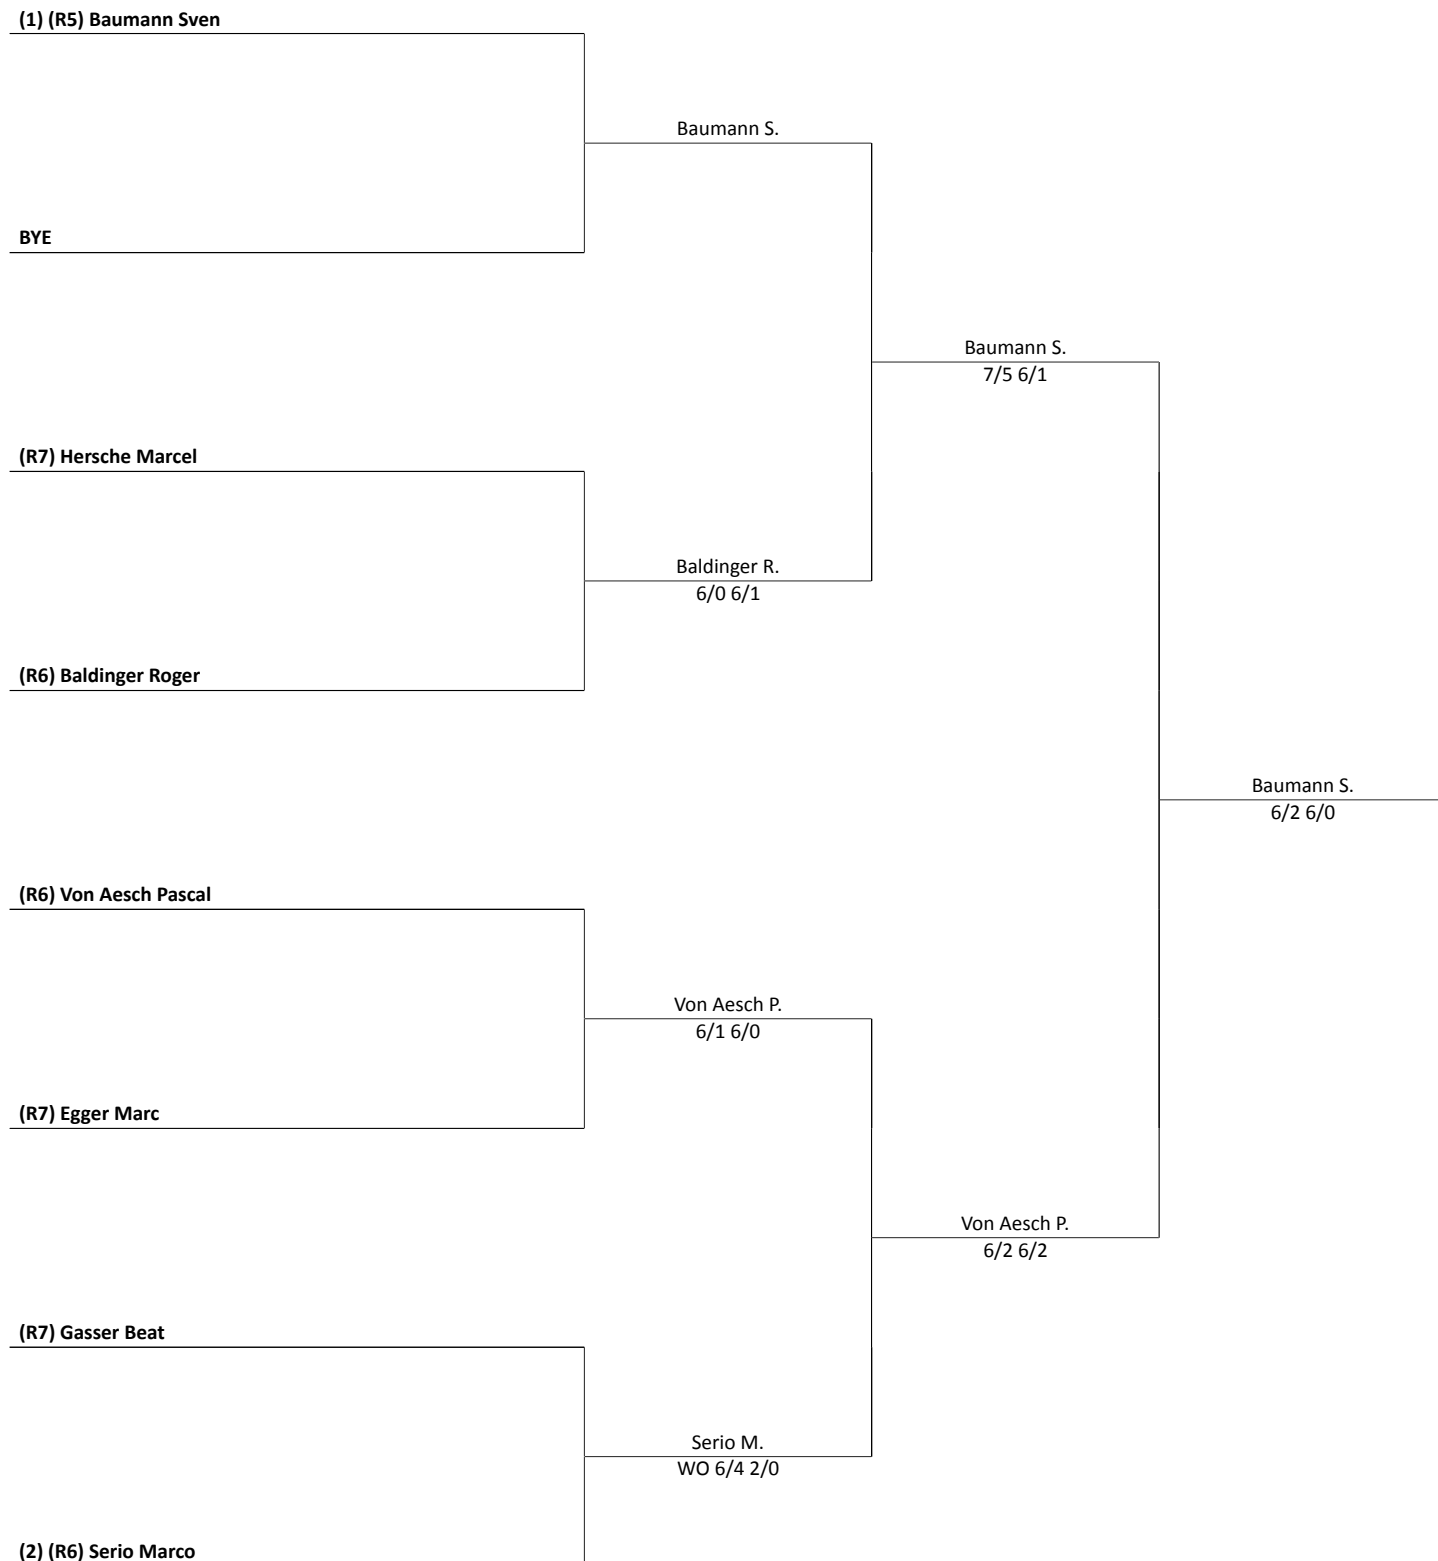 (1) (R5) Baumann Sven
Baumann S.
BYE
Baumann S.
7/5 6/1
(R7) Hersche Marcel
Baldinger R.
6/0 6/1
(R6) Baldinger Roger
Baumann S.
6/2 6/0
(R6) Von Aesch Pascal
Von Aesch P.
6/1 6/0
(R7) Egger Marc
Von Aesch P.
6/2 6/2
(R7) Gasser Beat
Serio M.
WO 6/4 2/0
(2) (R6) Serio Marco